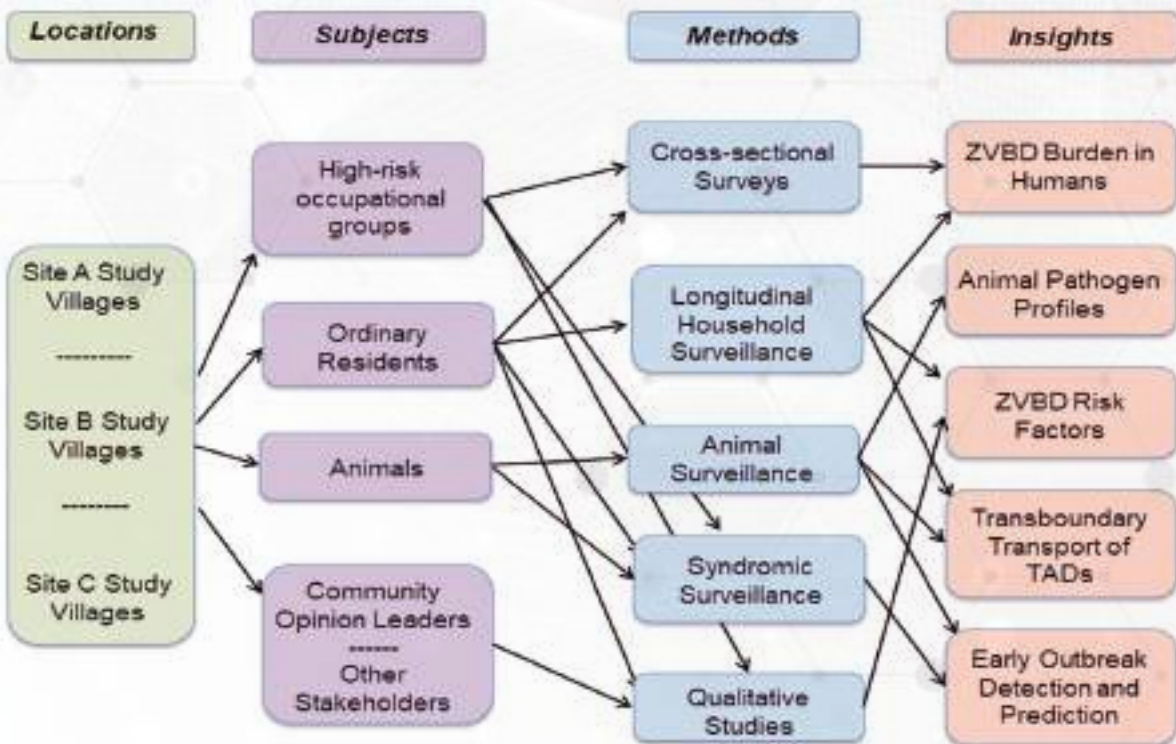 Locations
Subjects
Methods
Insights
Site A Study
Villages
---------
Site B Study
Villages
--------
Site C Study
Villages
High-risk
occupational
groups
Ordinary
Residents
Animals
Community
Opinion Leaders
------
Other
Stakeholders
Cross-sectional
Surveys
Longitudinal
Household
Surveillance
Animal
Surveillance
Syndromic
Surveillance
Qualitative
Studies
ZVBD Burden in
Humans
Animal Pathogen
Profiles
ZVBD Risk
Factors
Transboundary
Transport of
TADs
Early Outbreak
Detection and
Prediction